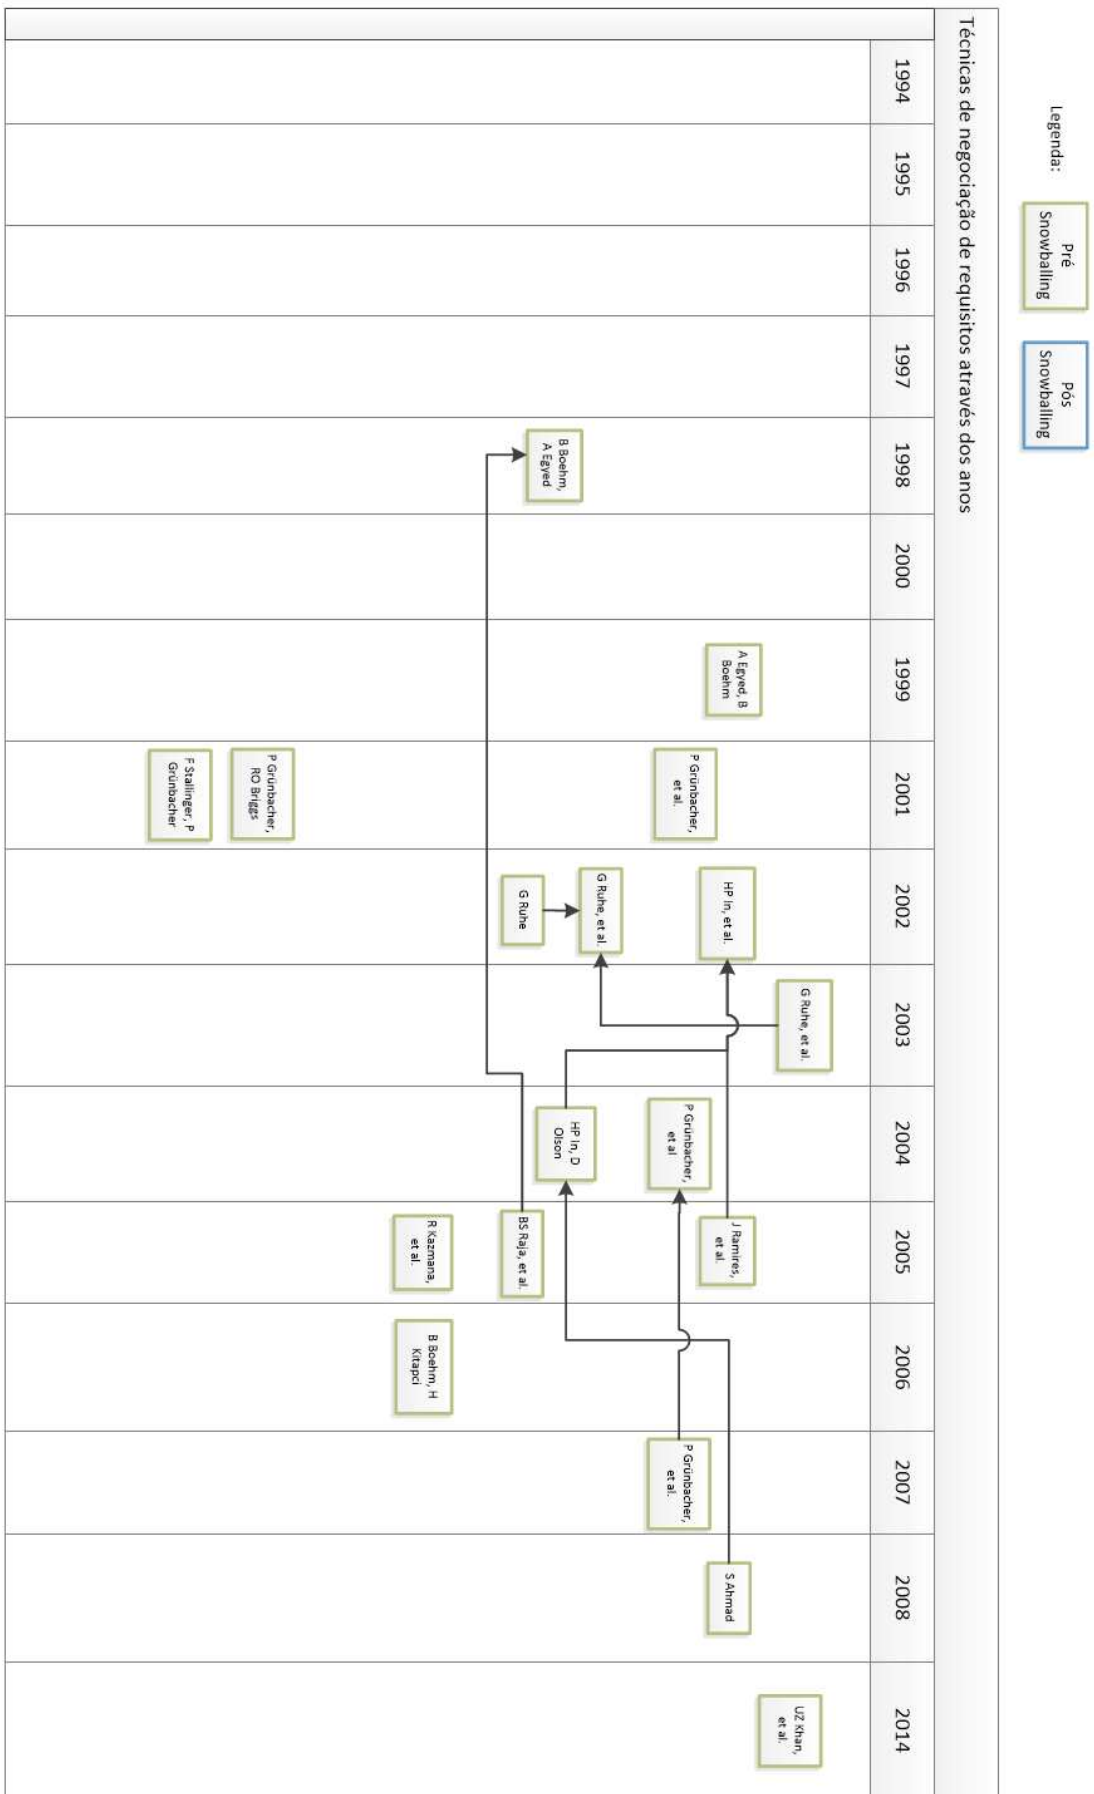 Legenda:
Pré
Snowballing
Pós
Snowballing
Técnicas de negociação de requisitos através dos anos
1994
1995
1996
1997
1998
2000
1999
2001
2002
2003
2004
2005
2006
2007
2008
2014
B Boehm,
A Egyed
A Egyed, B
Boehm
P Grünbacher,
et al.
P Grünbacher,
RO Briggs
F Stallinger, P
Grünbacher
HP In, et al.
G Ruhe, et al.
G Ruhe
G Ruhe, et al.
P Grünbacher,
et al
HP In, D
Olson
J Ramires,
et al.
BS Raja, et al.
R Kazmana,
et al.
B Boehm, H
Kitapci
P Grünbacher,
et al.
S Ahmad
UZ Khan,
et al.